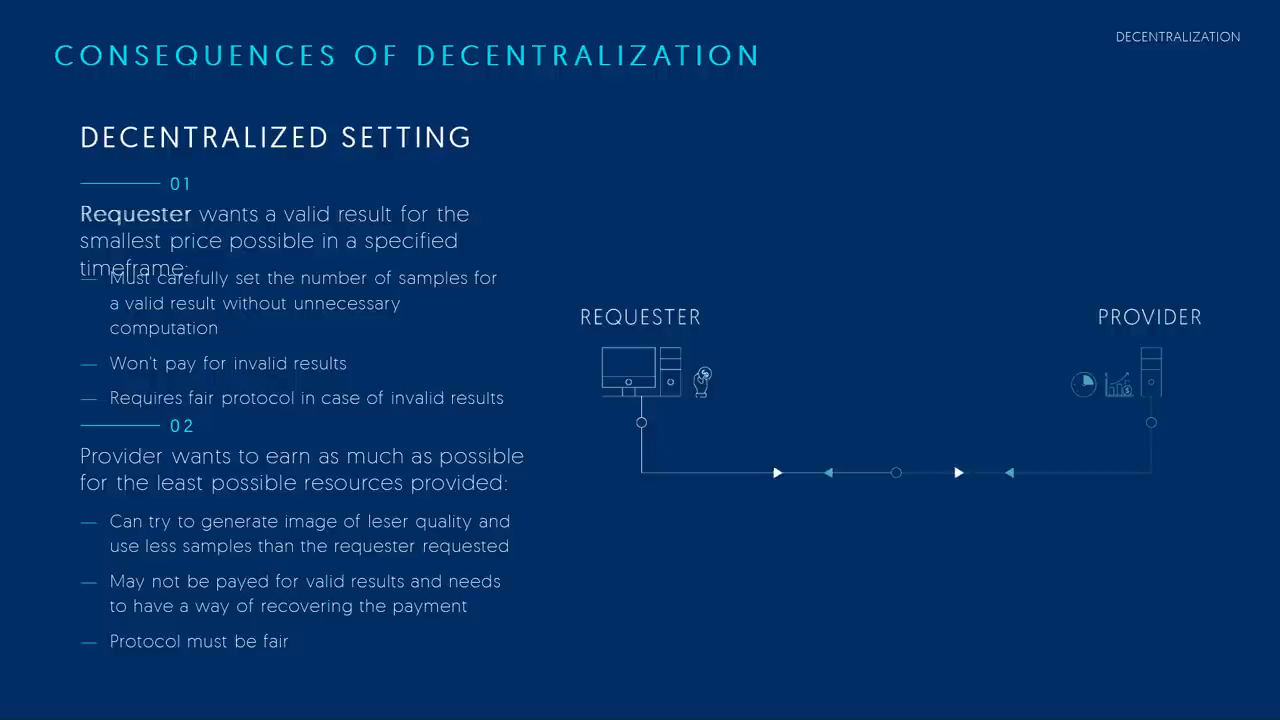 CONSEQUENCES OF DECENTRALIZATION
DECENTRALIZATION
DECENTRALIZED SETTING
01
Requester wants a valid result for the
smallest price possible in a specified
timeframe:
— Must carefully set the number of samples for
a valid result without unnecessary
computation
— Won't pay for invalid results
— Requires fair protocol in case of invalid results
02
Provider wants to earn as much as possible
for the least possible resources provided:
— Can try to generate image of leser quality and
use less samples than the requester requested
— May not be payed for valid results and needs
to have a way of recovering the payment
— Protocol must be fair
REQUESTER
PROVIDER